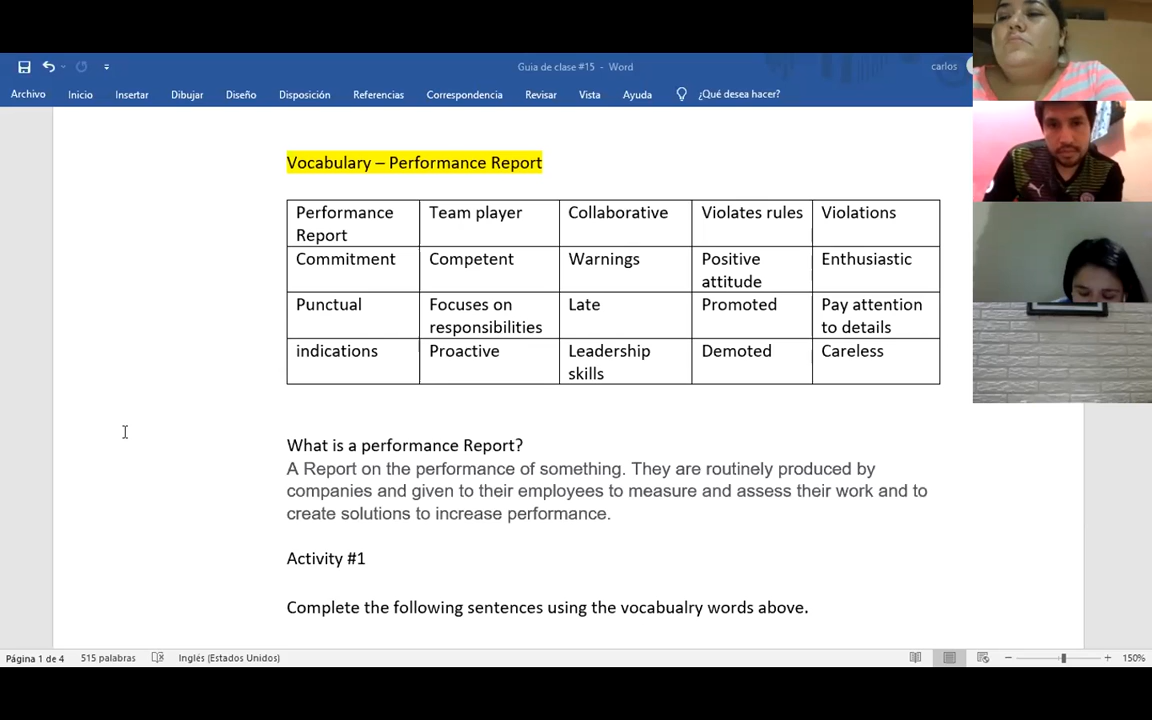 Guia de clase #15 - Word
carlos
Archivo Inicio Insertar Dibujar Diseño Disposición Referencias Correspondencia Revisar Vista Ayuda ¿Qué desea hacer?
Vocabulary – Performance Report
Performance Report Team player Collaborative Violates rules Violations
Commitment Competent Warnings Positive attitude Enthusiastic
Punctual Focuses on responsibilities Late Promoted Pay attention to details
indications Proactive Leadership skills Demoted Careless
What is a performance Report?
A Report on the performance of something. They are routinely produced by
companies and given to their employees to measure and assess their work and to
create solutions to increase performance.
Activity #1
Complete the following sentences using the vocabualry words above.
Página 1 de 4 515 palabras Inglés (Estados Unidos) 150%